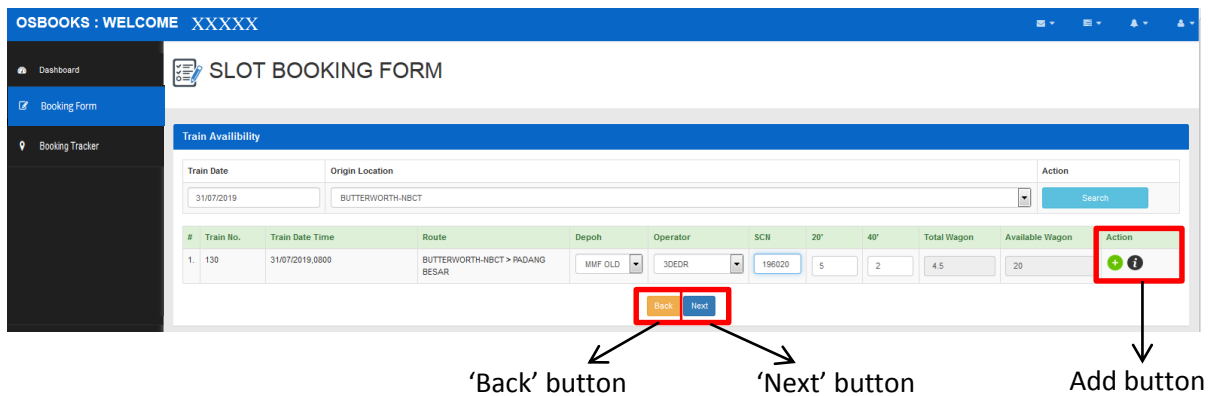 OSBOOKS : WELCOME XXXXX
Dashboard
Booking Form
Booking Tracker
SLOT BOOKING FORM
Train Availibility
Train Date Origin Location Action
31/07/2019 BUTTERWORTH-NBCT Search
# Train No. Train Date Time Route Depoh Operator SCN 20' 40' Total Wagon Available Wagon Action
1. 130 31/07/2019,0800 BUTTERWORTH-NBCT > PADANG BESAR MMF OLD 3DEDR 196020 5 2 4.5 20
Back Next
‘Back’ button ‘Next’ button Add button